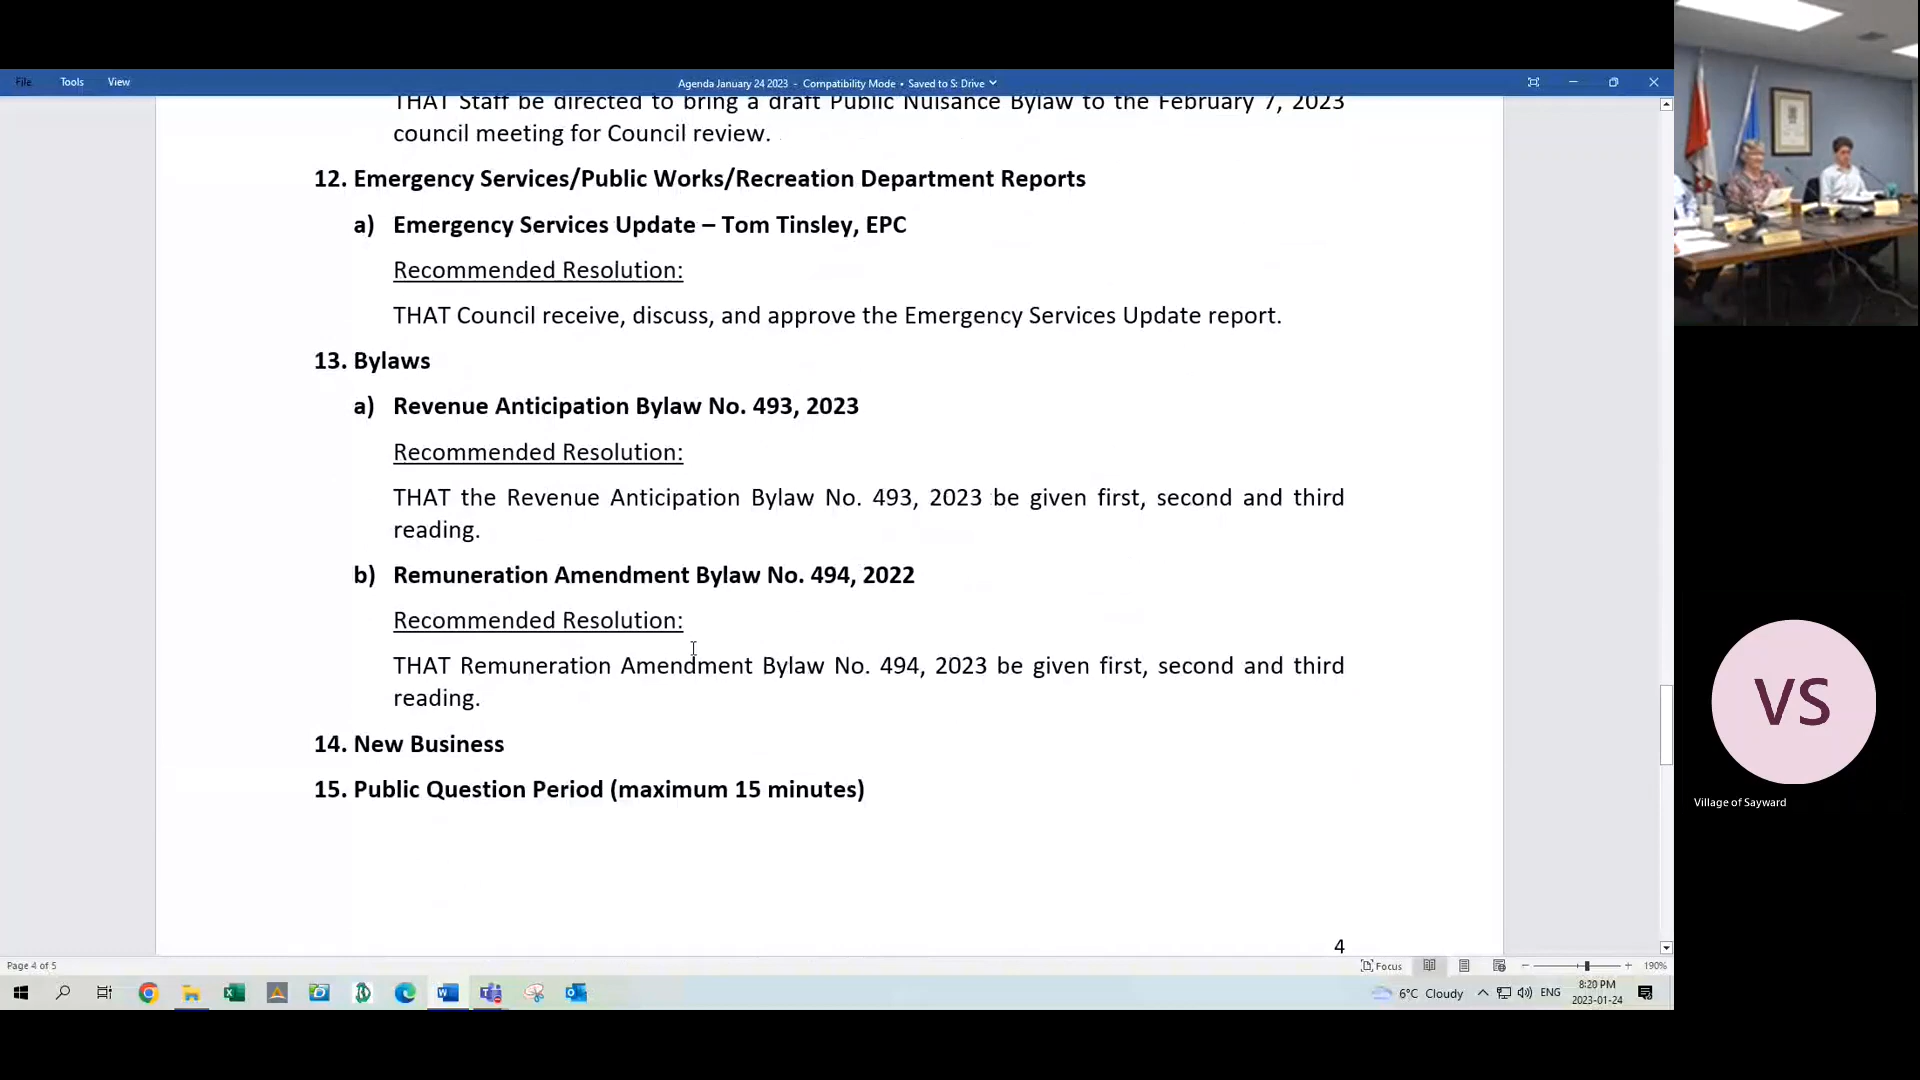 File Tools View
Agenda January 24 2023 - Compatibility Mode • Saved to S: Drive
THAT Staff be directed to bring a draft Public Nuisance Bylaw to the February 7, 2023
council meeting for Council review.
12. Emergency Services/Public Works/Recreation Department Reports
a) Emergency Services Update – Tom Tinsley, EPC
Recommended Resolution:
THAT Council receive, discuss, and approve the Emergency Services Update report.
13. Bylaws
a) Revenue Anticipation Bylaw No. 493, 2023
Recommended Resolution:
THAT the Revenue Anticipation Bylaw No. 493, 2023 be given first, second and third
reading.
b) Remuneration Amendment Bylaw No. 494, 2022
Recommended Resolution:
THAT Remuneration Amendment Bylaw No. 494, 2023 be given first, second and third
reading.
14. New Business
15. Public Question Period (maximum 15 minutes)
4
VS
Village of Sayward
Page 4 of 5
Focus
190%
6°C Cloudy
ENG
8:20 PM
2023-01-24